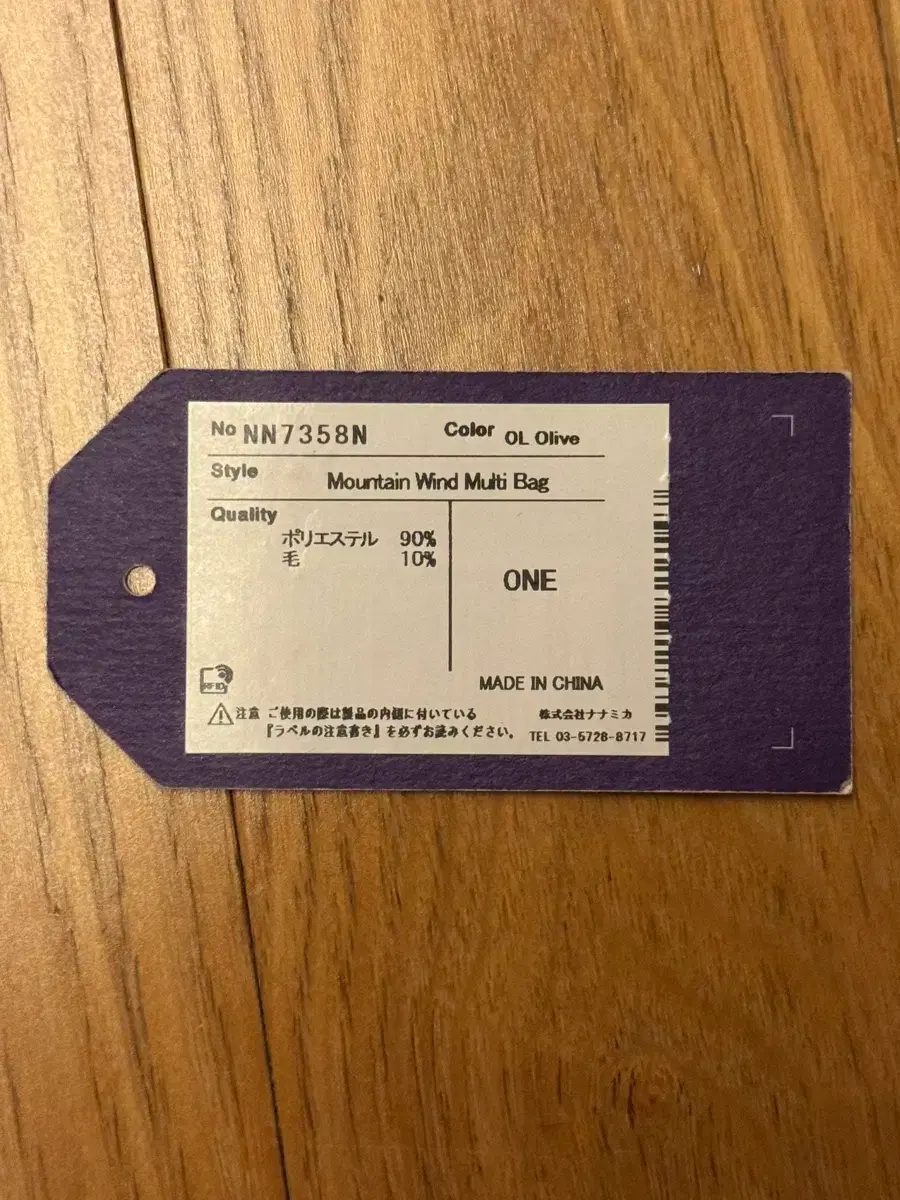 No NN7358N Color OL Olive
Style Mountain Wind Multi Bag
Quality
ポリエステル 90%
毛 10%
ONE
MADE IN CHINA
RFID
注意 ご使用の際は製品の内側に付いている
『ラベルの注意書き』を必ずお読みください。
株式会社ナナミカ
TEL 03-5728-8717